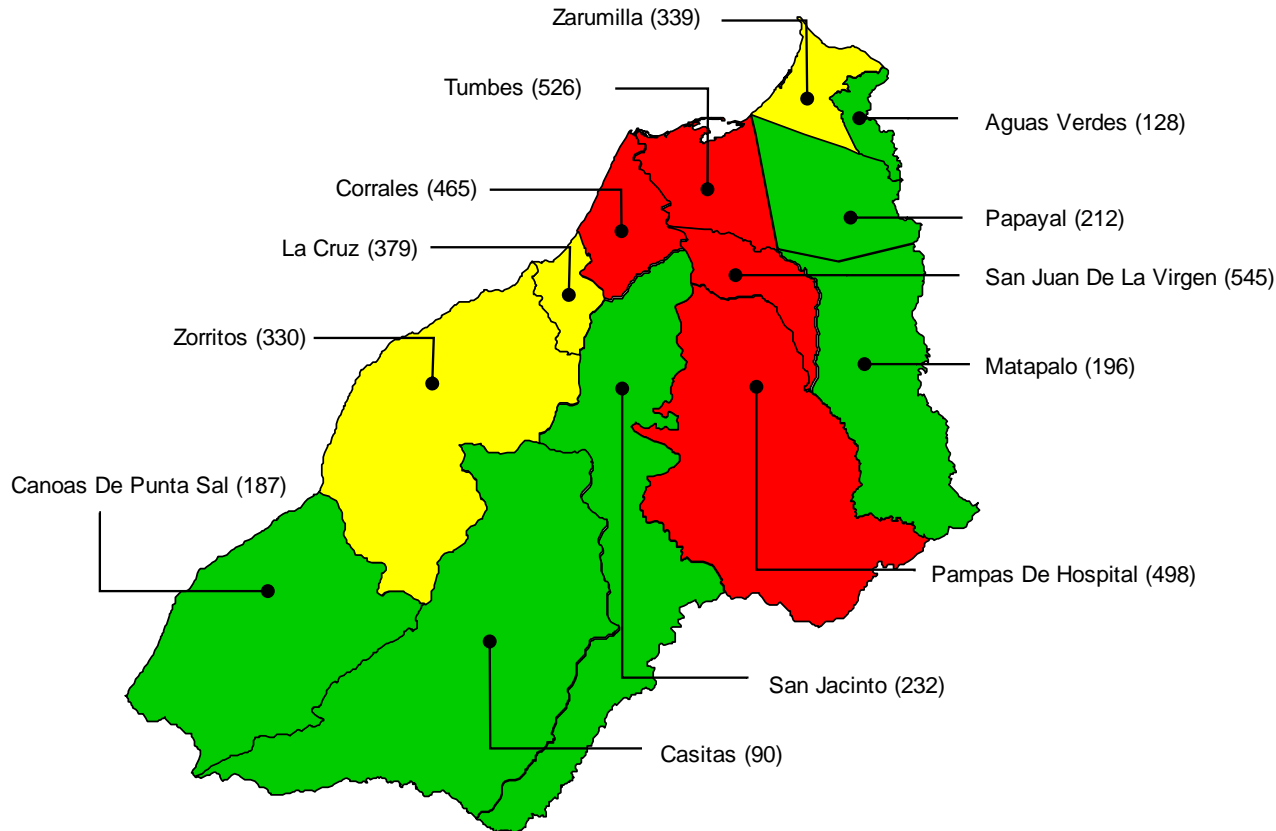 Zarumilla (339)
Tumbes (526)
Aguas Verdes (128)
Corrales (465)
Papayal (212)
La Cruz (379)
San Juan De La Virgen (545)
Zorritos (330)
Matapalo (196)
Canoas De Punta Sal (187)
Pampas De Hospital (498)
San Jacinto (232)
Casitas (90)